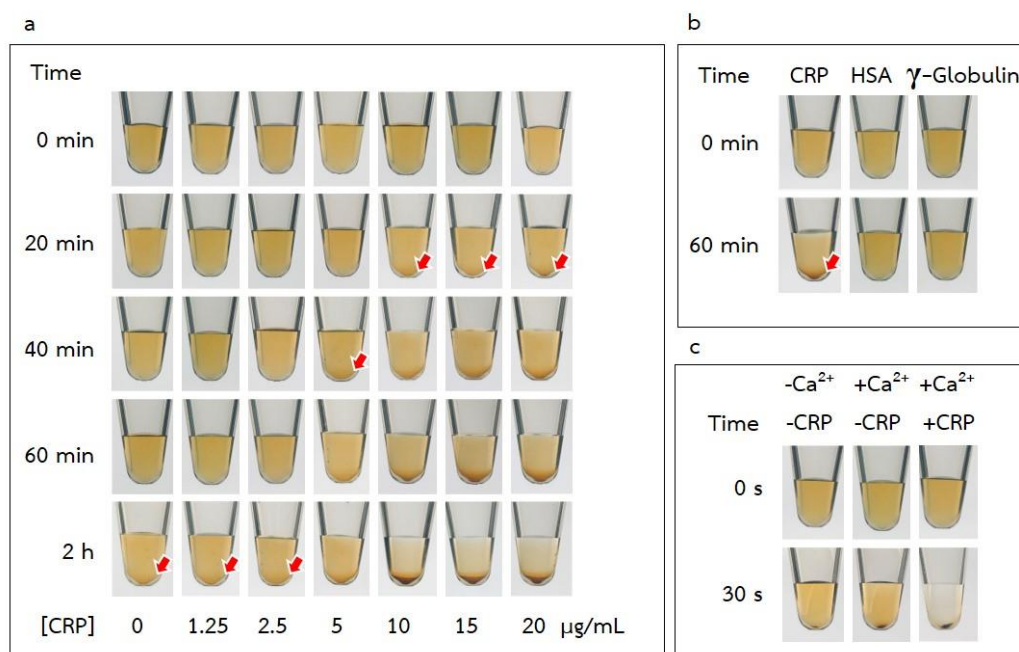 a
Time
0 min
20 min
40 min
60 min
2 h
[CRP] 0 1.25 2.5 5 10 15 20 µg/mL
b
Time CRP HSA γ-Globulin
0 min
60 min
c
-Ca²⁺ +Ca²⁺ +Ca²⁺
Time -CRP -CRP +CRP
0 s
30 s